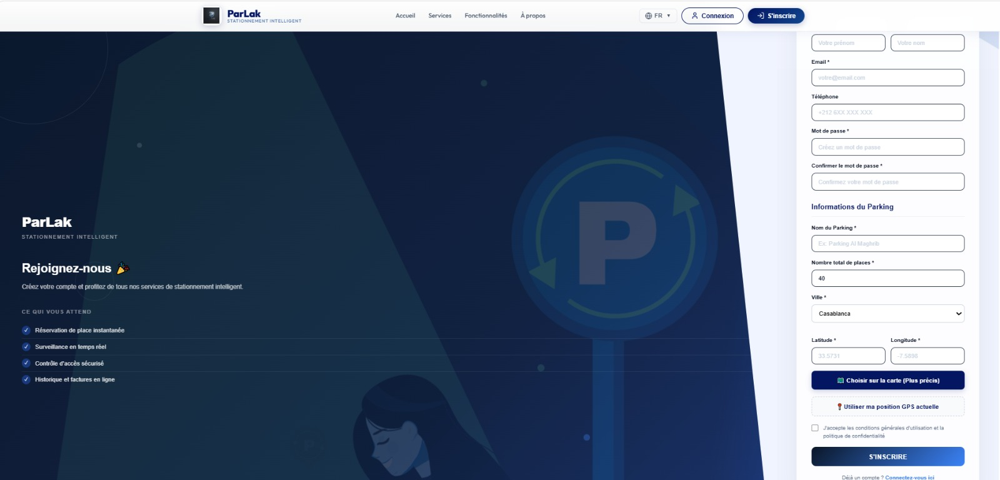 ParLak
STATIONNEMENT INTELLIGENT
Accueil
Services
Fonctionnalités
À propos
FR
Connexion
S'inscrire
ParLak
STATIONNEMENT INTELLIGENT
Rejoignez-nous
Créez votre compte et profitez de tous nos services de stationnement intelligent.
CE QUI VOUS ATTEND
Réservation de place instantanée
Surveillance en temps réel
Contrôle d'accès sécurisé
Historique et factures en ligne
P
Votre prénom
Votre nom
Email *
votre@email.com
Téléphone
+212 6XX XXX XXX
Mot de passe *
Créez un mot de passe
Confirmer le mot de passe *
Confirmez votre mot de passe
Informations du Parking
Nom du Parking *
Ex: Parking Al Maghrib
Nombre total de places *
40
Ville *
Casablanca
Latitude *
Longitude *
33.5731
-7.5898
Choisir sur la carte (Plus précis)
Utiliser ma position GPS actuelle
J'accepte les conditions générales d'utilisation et la
politique de confidentialité
S'INSCRIRE
Déjà un compte ? Connectez-vous ici